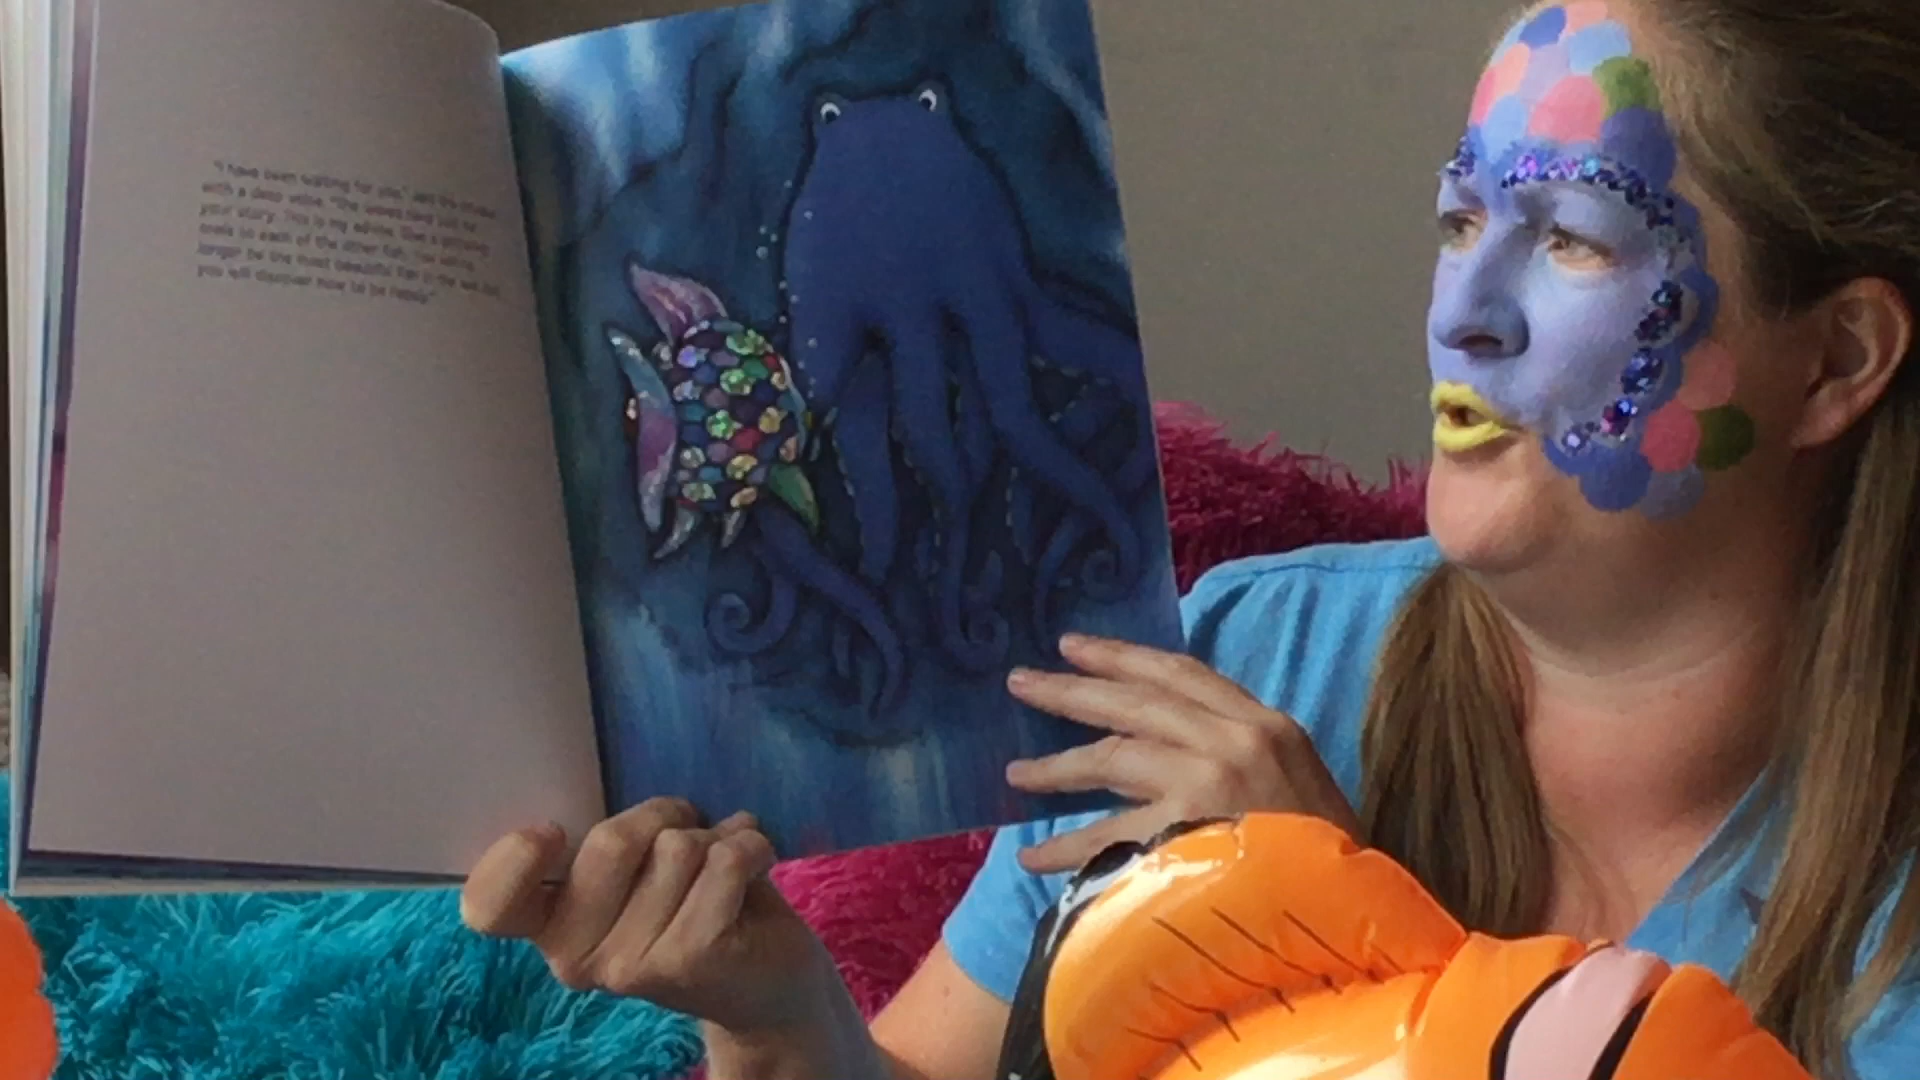 "I have been waiting for you," said the octopus
with a deep voice. "The waves have told me
your story. This is my advice. Give a glittering
scale to each of the other fish. You will no
longer be the most beautiful fish in the sea, but
you will discover how to be happy."